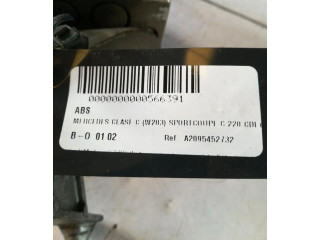 0000000000566391
ABS
MERCEDES CLASE C (W203) SPORTCOUPE C 220 CDI
B-0 01 02 Ref A2095452732